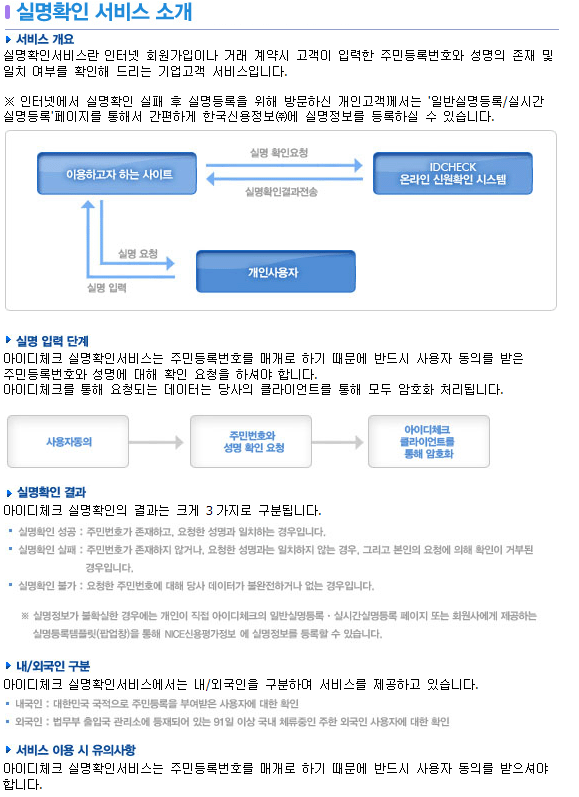 실명확인 서비스 소개
서비스 개요
실명확인서비스란 인터넷 회원가입이나 거래 계약시 고객이 입력한 주민등록번호와 성명의 존재 및
일치 여부를 확인해 드리는 기업고객 서비스입니다.
※ 인터넷에서 실명확인 실패 후 실명등록을 위해 방문하신 개인고객께서는 '일반실명등록/실시간
실명등록'페이지를 통해서 간편하게 한국신용정보㈜에 실명정보를 등록하실 수 있습니다.
실명 확인요청
이용하고자 하는 사이트
IDCHECK
온라인 신원확인 시스템
실명확인결과전송
실명 요청
개인사용자
실명 입력
실명 입력 단계
아이디체크 실명확인서비스는 주민등록번호를 매개로 하기 때문에 반드시 사용자 동의를 받은
주민등록번호와 성명에 대해 확인 요청을 하셔야 합니다.
아이디체크를 통해 요청되는 데이터는 당사의 클라이언트를 통해 모두 암호화 처리됩니다.
사용자동의
주민번호와
성명 확인 요청
아이디체크
클라이언트를
통해 암호화
실명확인 결과
아이디체크 실명확인의 결과는 크게 3가지로 구분됩니다.
실명확인 성공 : 주민번호가 존재하고, 요청한 성명과 일치하는 경우입니다.
실명확인 실패 : 주민번호가 존재하지 않거나, 요청한 성명과는 일치하지 않는 경우, 그리고 본인의 요청에 의해 확인이 거부된
경우입니다.
실명확인 불가 : 요청한 주민번호에 대해 당사 데이터가 불완전하거나 없는 경우입니다.
※ 실명정보가 불확실한 경우에는 개인이 직접 아이디체크의 일반실명등록 · 실시간실명등록 페이지 또는 회원사에게 제공하는
실명등록템플릿(팝업창)을 통해 NICE신용평가정보 에 실명정보를 등록할 수 있습니다.
내/외국인 구분
아이디체크 실명확인서비스에서는 내/외국인을 구분하여 서비스를 제공하고 있습니다.
내국인 : 대한민국 국적으로 주민등록을 부여받은 사용자에 대한 확인
외국인 : 법무부 출입국 관리소에 등재되어 있는 91일 이상 국내 체류중인 주한 외국인 사용자에 대한 확인
서비스 이용 시 유의사항
아이디체크 실명확인서비스는 주민등록번호를 매개로 하기 때문에 반드시 사용자 동의를 받으셔야
합니다.